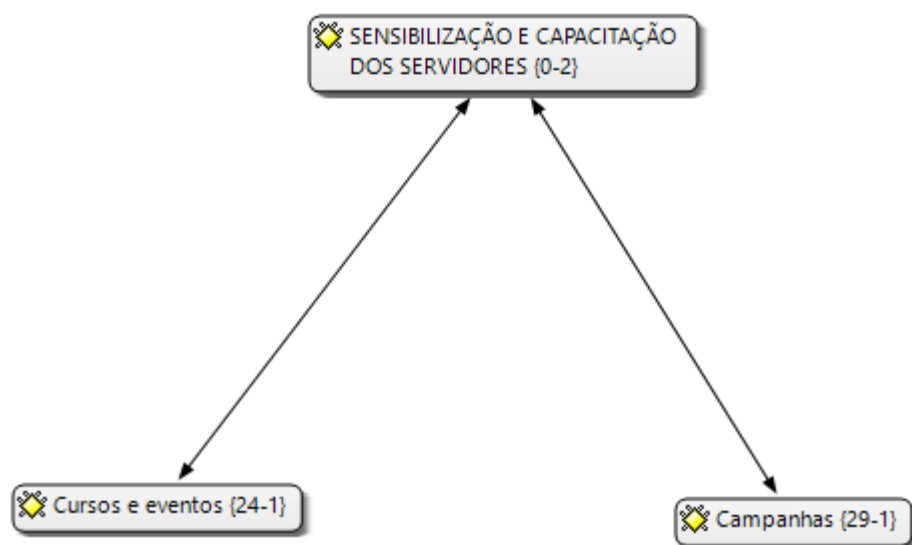 SENSIBILIZAÇÃO E CAPACITAÇÃO
DOS SERVIDORES {0-2}
Cursos e eventos {24-1}
Campanhas {29-1}